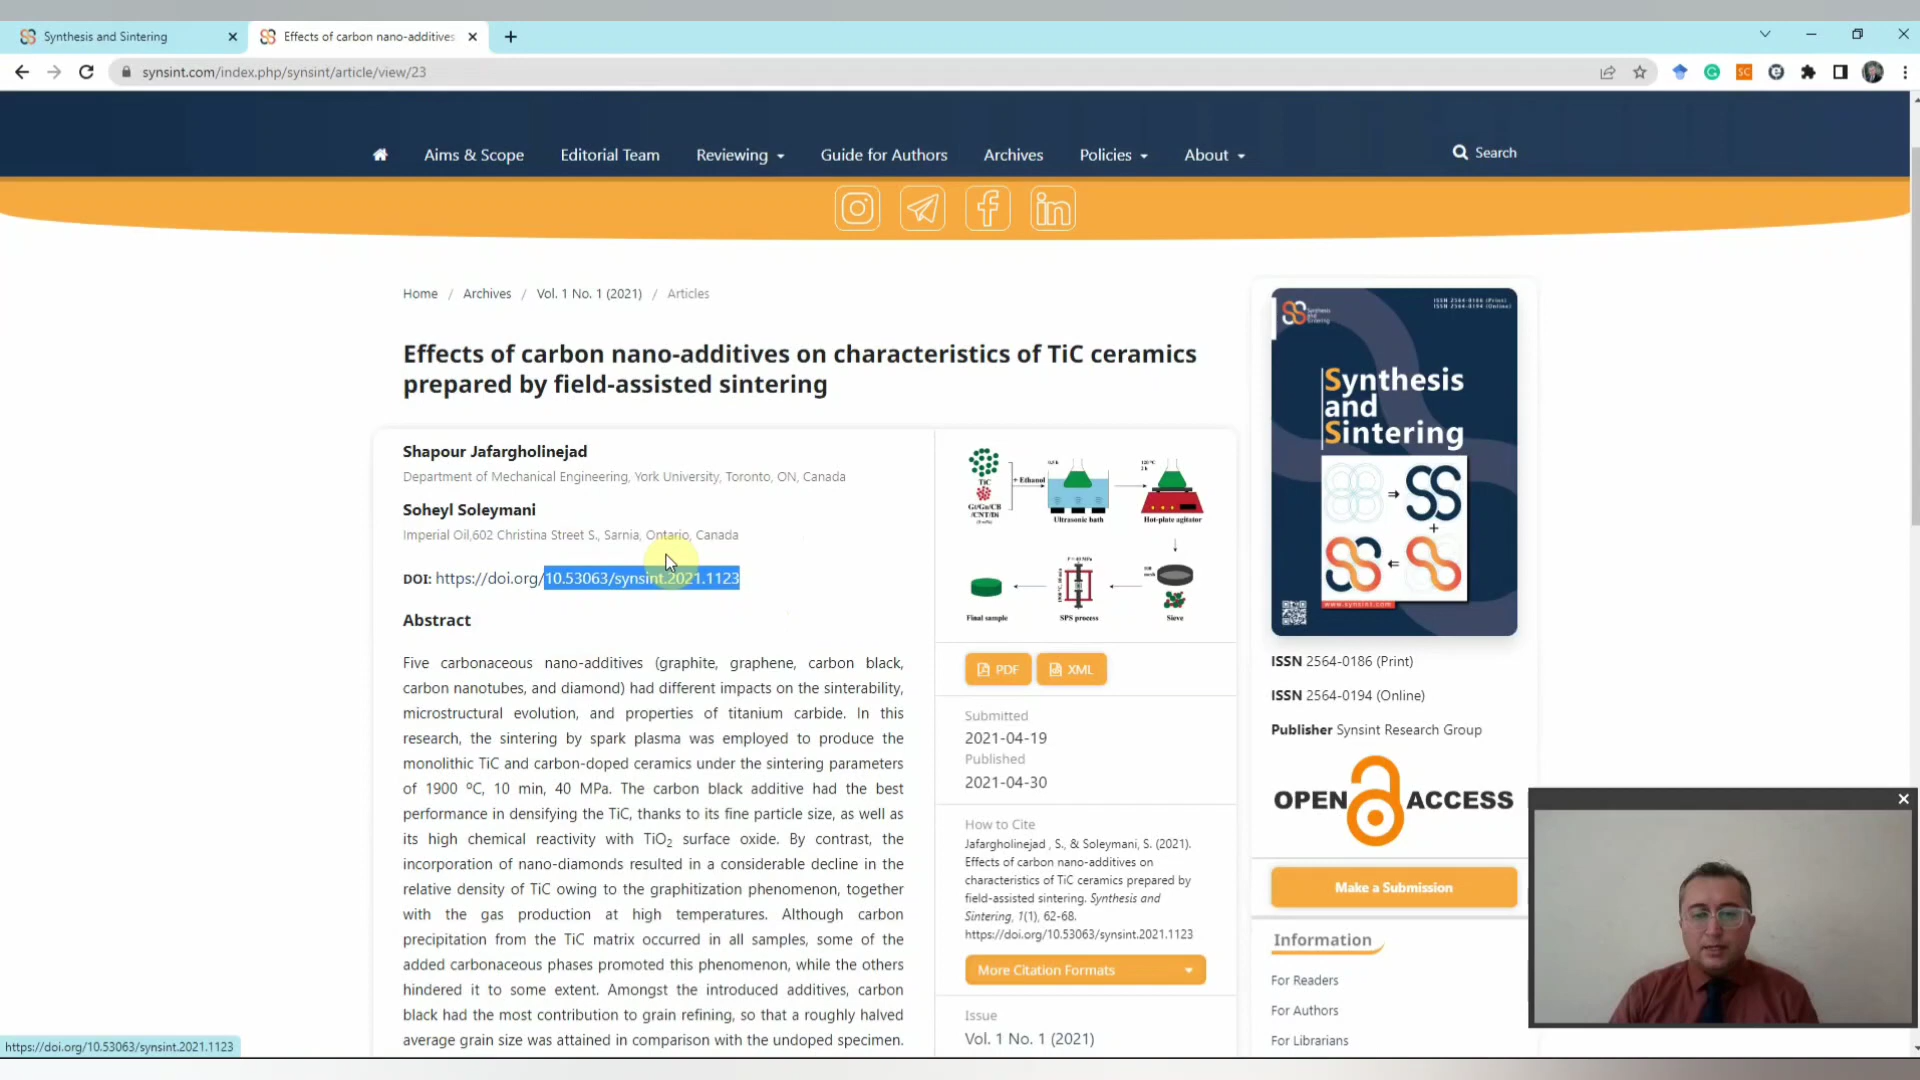 Synthesis and Sintering
Effects of carbon nano-additives
synsint.com/index.php/synsint/article/view/23
Aims & Scope
Editorial Team
Reviewing
Guide for Authors
Archives
Policies
About
Search
Home / Archives / Vol. 1 No. 1 (2021) / Articles
Effects of carbon nano-additives on characteristics of TiC ceramics
prepared by field-assisted sintering
Shapour Jafargholinejad
Department of Mechanical Engineering, York University, Toronto, ON, Canada
Soheyl Soleymani
Imperial Oil,602 Christina Street S., Sarnia, Ontario, Canada
DOI: https://doi.org/10.53063/synsint.2021.1123
Abstract
Five carbonaceous nano-additives (graphite, graphene, carbon black,
carbon nanotubes, and diamond) had different impacts on the sinterability,
microstructural evolution, and properties of titanium carbide. In this
research, the sintering by spark plasma was employed to produce the
monolithic TiC and carbon-doped ceramics under the sintering parameters
of 1900 ºC, 10 min, 40 MPa. The carbon black additive had the best
performance in densifying the TiC, thanks to its fine particle size, as well as
its high chemical reactivity with TiO2 surface oxide. By contrast, the
incorporation of nano-diamonds resulted in a considerable decline in the
relative density of TiC owing to the graphitization phenomenon, together
with the gas production at high temperatures. Although carbon
precipitation from the TiC matrix occurred in all samples, some of the
added carbonaceous phases promoted this phenomenon, while the others
hindered it to some extent. Amongst the introduced additives, carbon
black had the most contribution to grain refining, so that a roughly halved
average grain size was attained in comparison with the undoped specimen.
TiC
+ Ethanol
Ultrasonic bath
Hot-plate agitator
Final sample
SPS process
Sieve
PDF
XML
Submitted
2021-04-19
Published
2021-04-30
How to Cite
Jafargholinejad , S., & Soleymani, S. (2021).
Effects of carbon nano-additives on
characteristics of TiC ceramics prepared by
field-assisted sintering. Synthesis and
Sintering, 1(1), 62-68.
https://doi.org/10.53063/synsint.2021.1123
More Citation Formats
Issue
Vol. 1 No. 1 (2021)
ISSN 2564-0186 (Print)
ISSN 2564-0194 (Online)
Synthesis
and
Sintering
Synthesis
and
Sintering
SS
www.synsint.com
ISSN 2564-0186 (Print)
ISSN 2564-0194 (Online)
Publisher Synsint Research Group
OPEN ACCESS
Make a Submission
Information
For Readers
For Authors
For Librarians
https://doi.org/10.53063/synsint.2021.1123